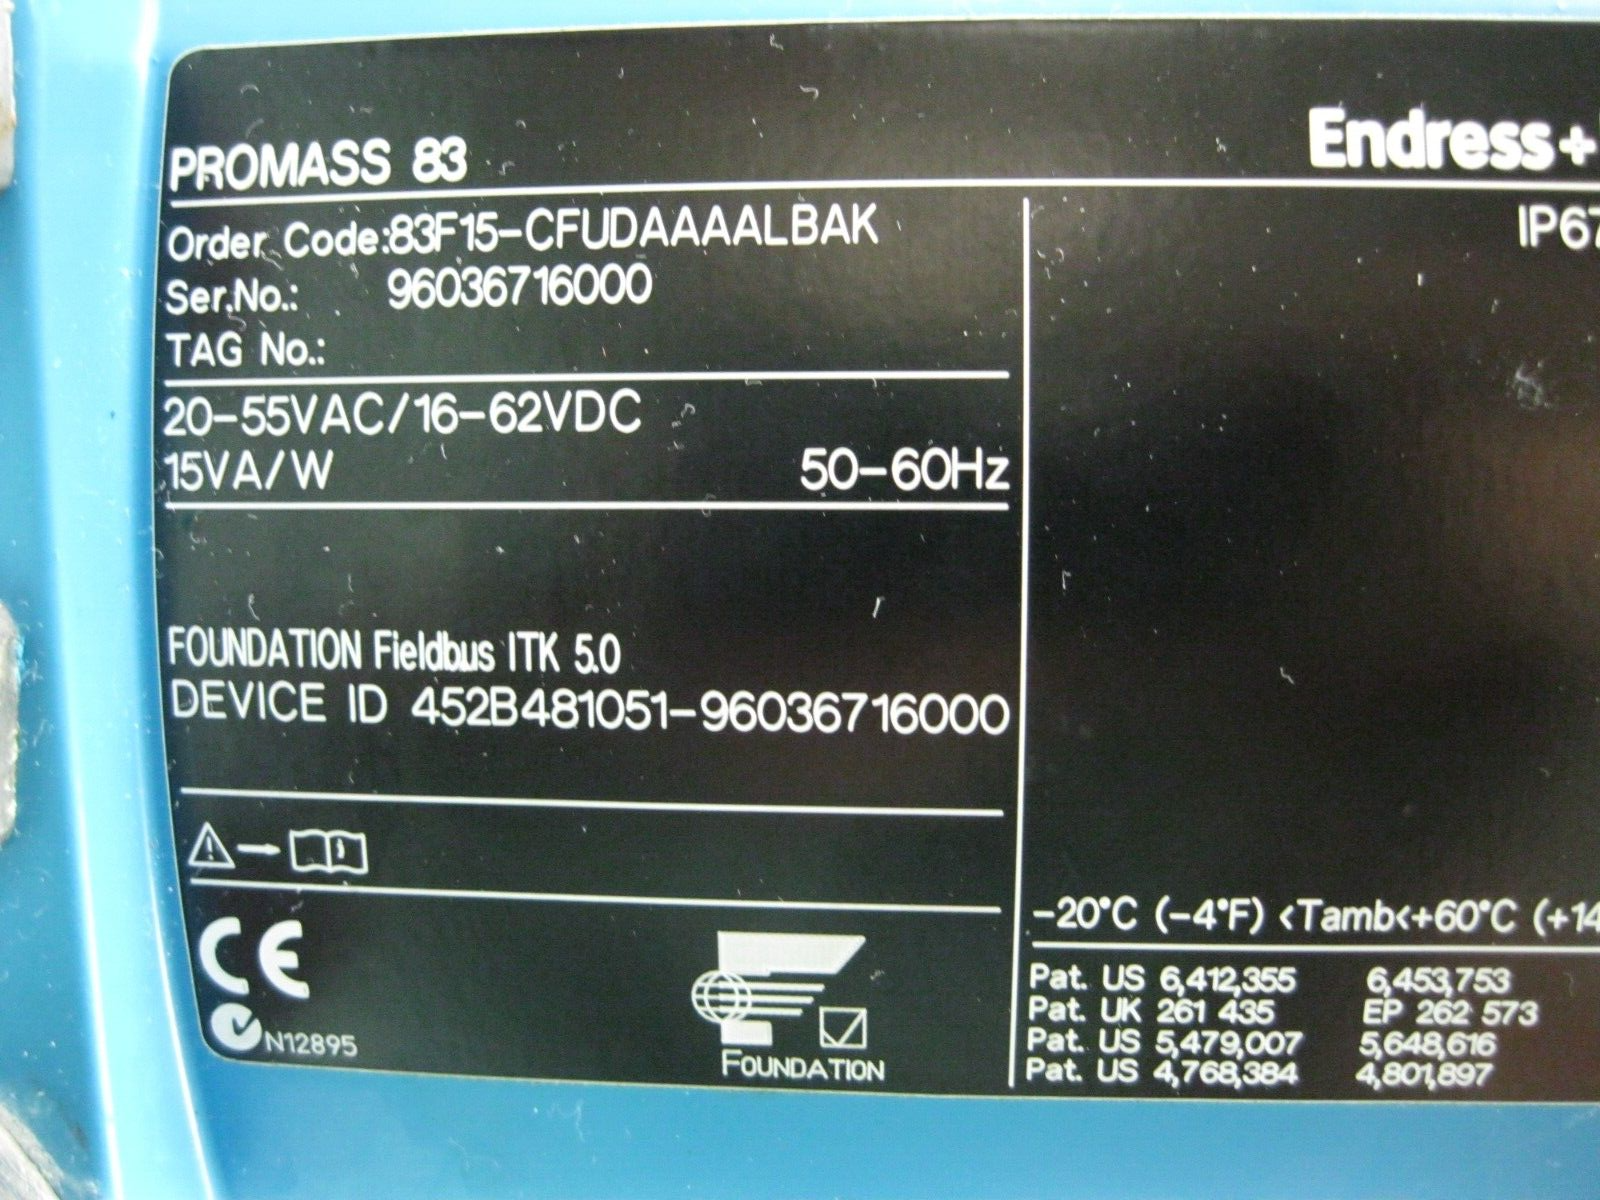 PROMASS 83
Endress+
Order Code:83F15-CFUDAAAALBAK
IP67
Ser.No.: 96036716000
TAG No.:
20-55VAC/16-62VDC
15VA/W 50-60Hz
FOUNDATION Fieldbus ITK 5.0
DEVICE ID 452B481051-96036716000
-20°C (-4°F) <Tamb<+60°C (+14
CE
N12895
FOUNDATION
Pat. US 6,412,355 6,453,753
Pat. UK 261 435 EP 262 573
Pat. US 5,479,007 5,648,616
Pat. US 4,768,384 4,801,897